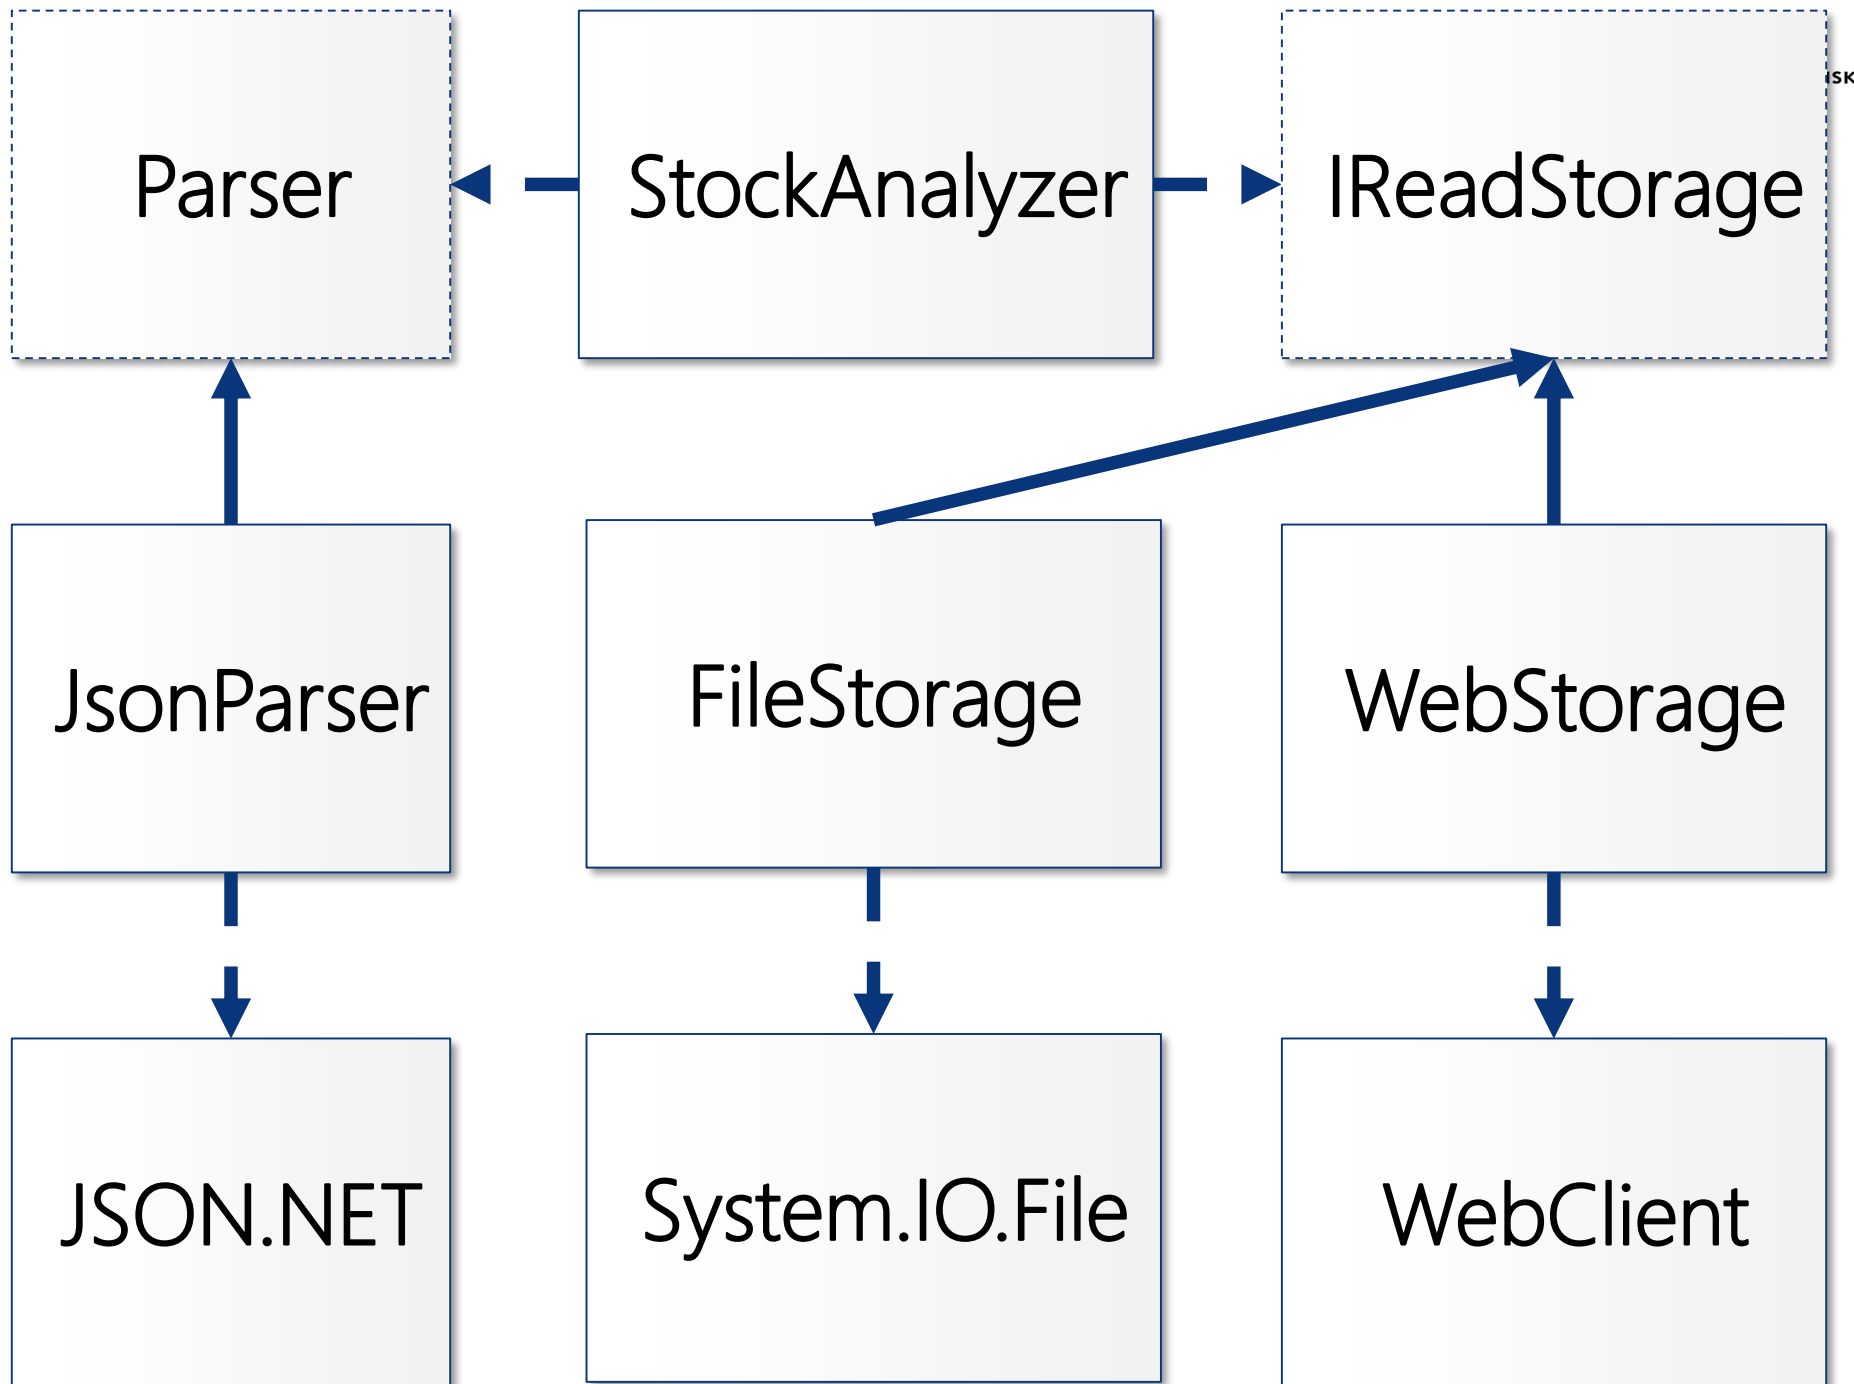 Parser
StockAnalyzer
IReadStorage
JsonParser
FileStorage
WebStorage
JSON.NET
System.IO.File
WebClient